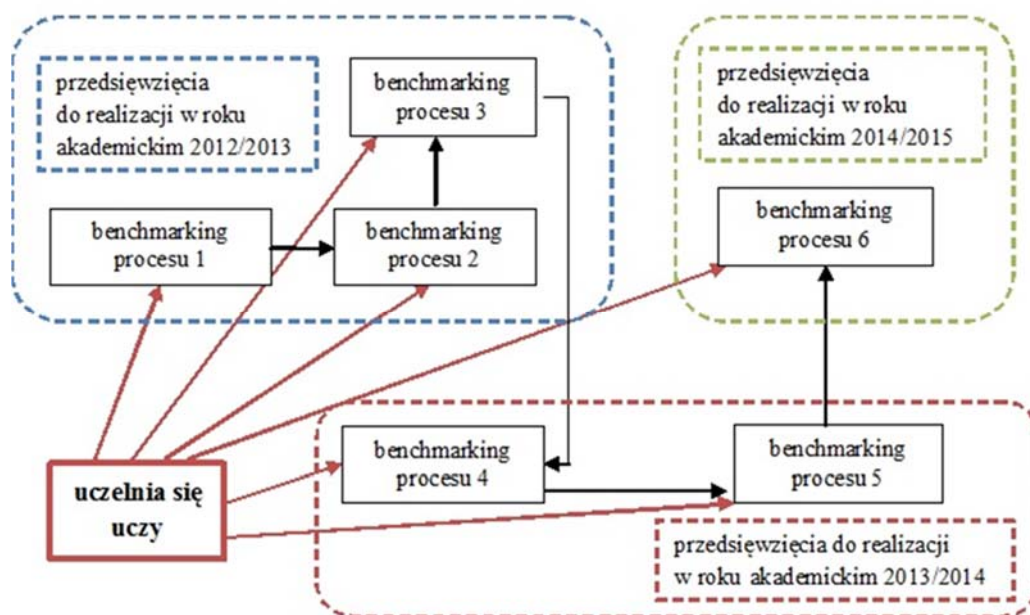 przedsięwzięcia
do realizacji w roku
akademickim 2012/2013
benchmarking
procesu 3
benchmarking
procesu 1
benchmarking
procesu 2
przedsięwzięcia
do realizacji w roku
akademickim 2014/2015
benchmarking
procesu 6
benchmarking
procesu 4
benchmarking
procesu 5
uczelnia się
uczy
przedsięwzięcia do realizacji
w roku akademickim 2013/2014